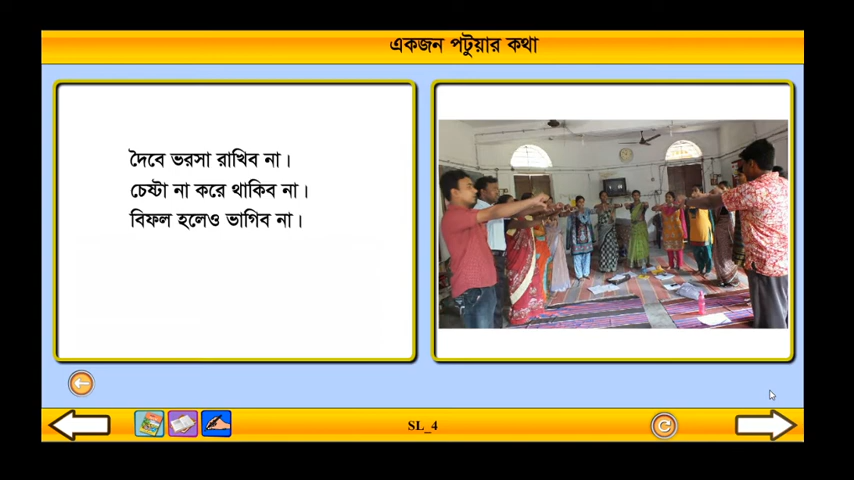 একজন পটুয়ার কথা
দৈবে ভরসা রাখিব না।
চেষ্টা না করে থাকিব না।
বিফল হলেও ভাগিব না।
SL_4